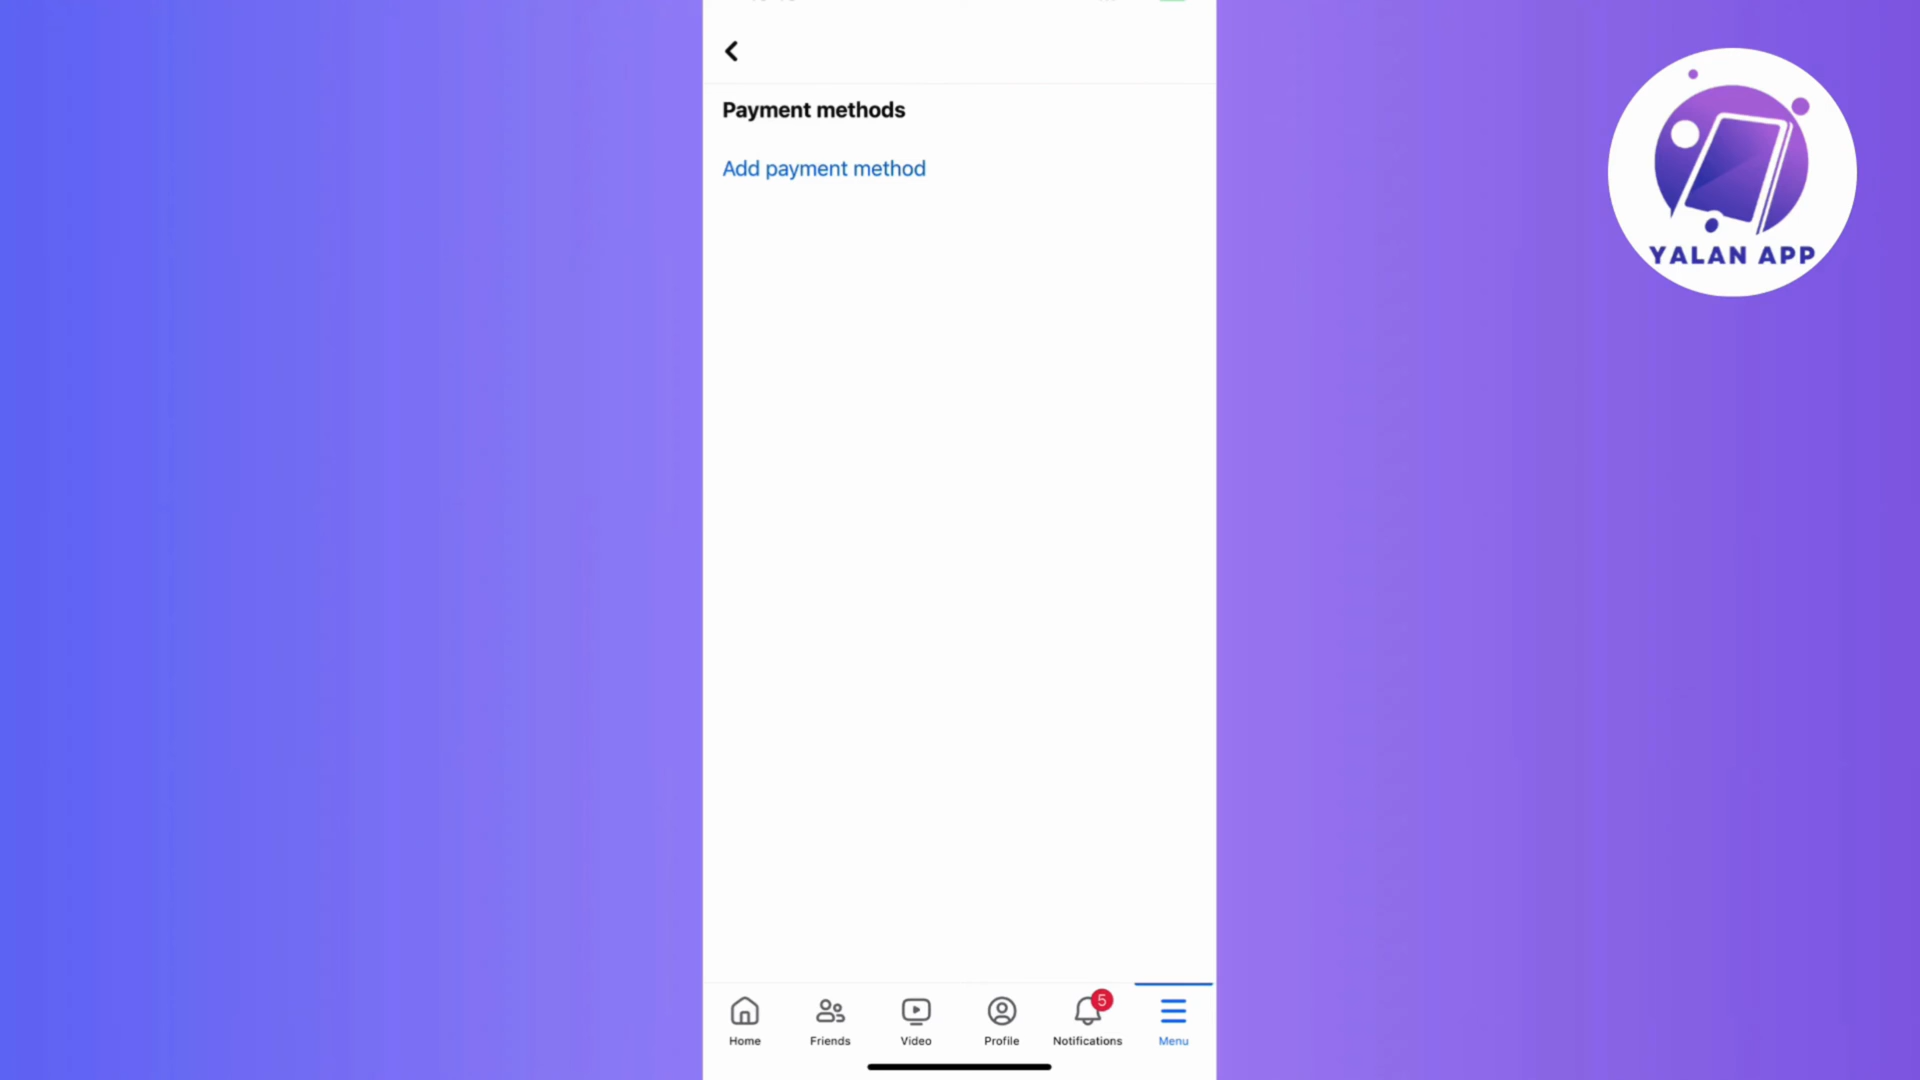 Payment methods
Add payment method
YALAN APP
5
Home
Friends
Video
Profile
Notifications
Menu